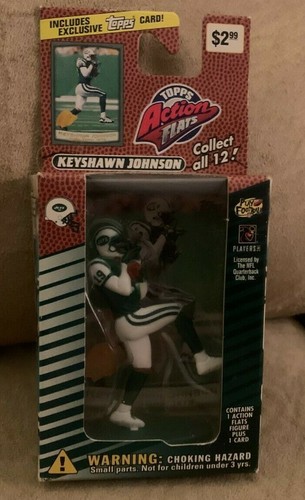 INCLUDES
EXCLUSIVE Topps CARD!
$2.99
TOPPS
Action
FLATS
Collect
all 12!
KEYSHAWN JOHNSON
PLAYERS
Licensed by
The NFL
Quarterback
Club, Inc.
19
CONTAINS
1 ACTION
FLATS
FIGURE
PLUS
1 CARD
WARNING: CHOKING HAZARD
Small parts. Not for children under 3 yrs.